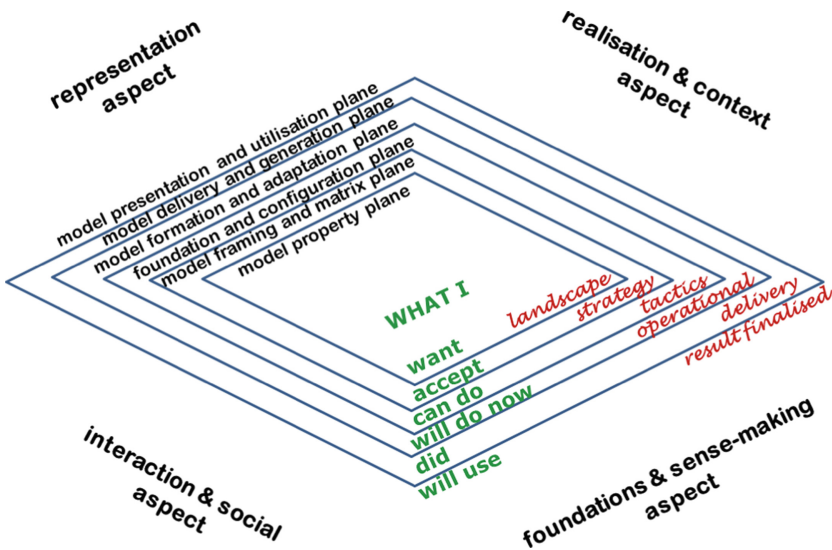 representation
aspect
realisation & context
aspect
model presentation and utilisation plane
model delivery and generation plane
model formation and adaptation plane
foundation and configuration plane
model framing and matrix plane
model property plane
WHAT I
want
accept
can do
will do now
did
will use
landscape
strategy
tactics
operational
delivery
result finalised
interaction & social
aspect
foundations & sense-making
aspect